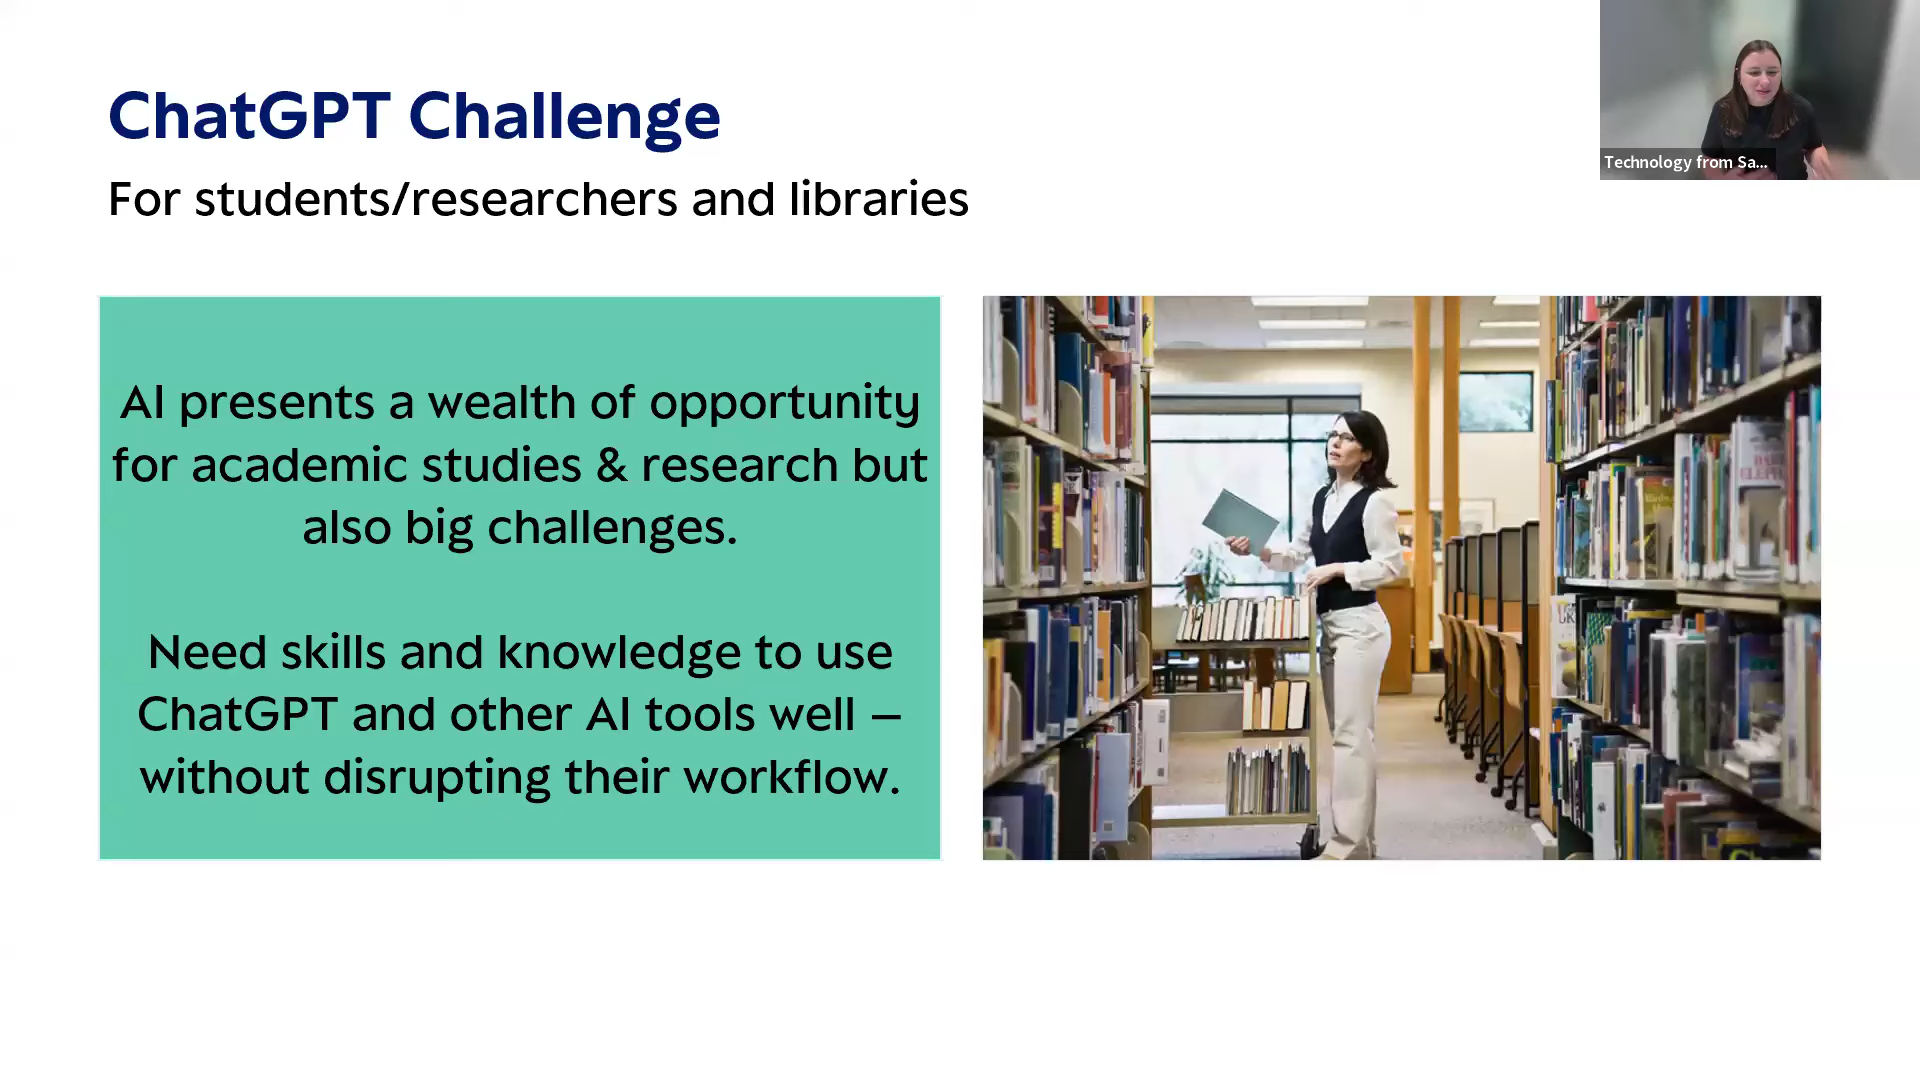 ChatGPT Challenge
For students/researchers and libraries
Technology from Sa...
AI presents a wealth of opportunity
for academic studies & research but
also big challenges.
Need skills and knowledge to use
ChatGPT and other AI tools well –
without disrupting their workflow.